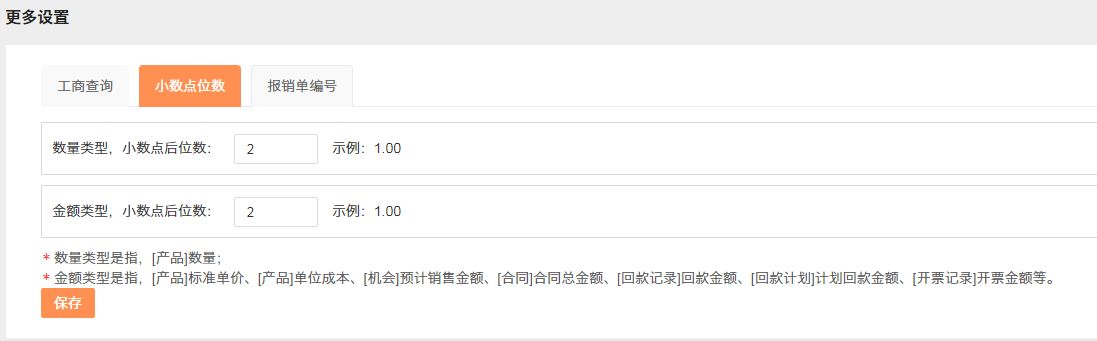 更多设置
工商查询 小数点位数 报销单编号
数量类型，小数点后位数： 2 示例：1.00
金额类型，小数点后位数： 2 示例：1.00
* 数量类型是指，[产品]数量；
* 金额类型是指，[产品]标准单价、[产品]单位成本、[机会]预计销售金额、[合同]合同总金额、[回款记录]回款金额、[回款计划]计划回款金额、[开票记录]开票金额等。
保存